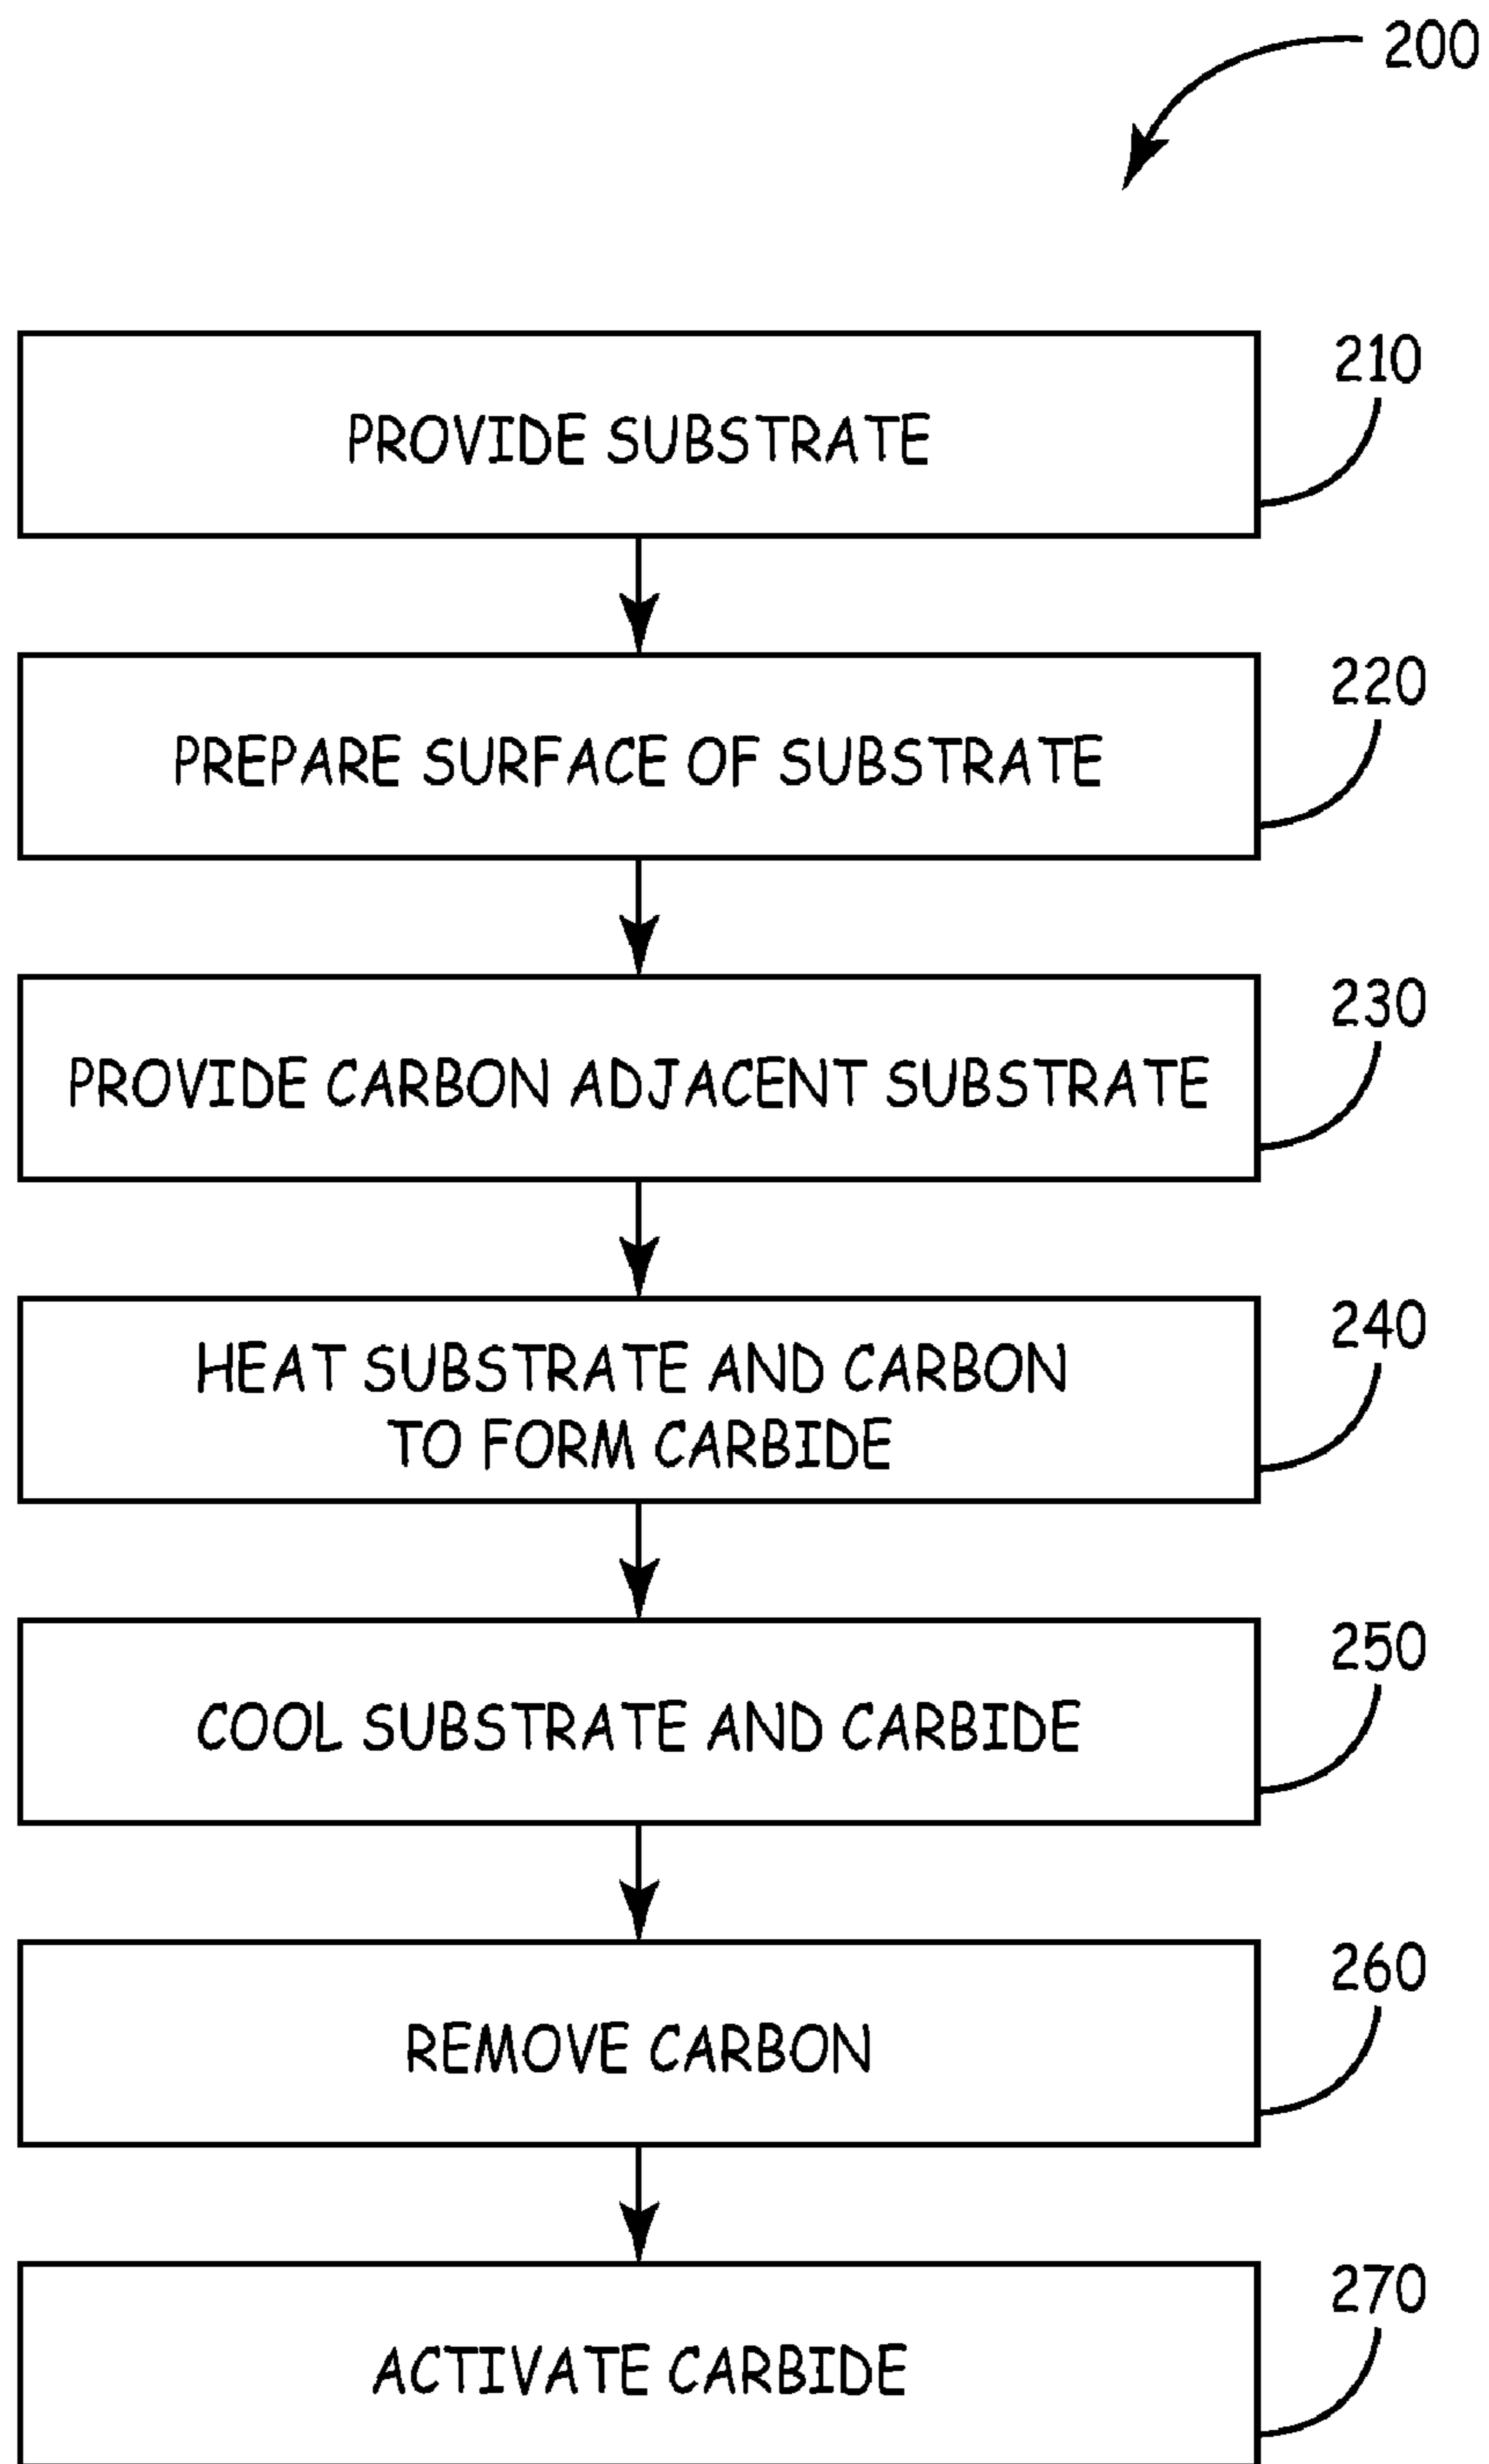 200
210
PROVIDE SUBSTRATE
220
PREPARE SURFACE OF SUBSTRATE
230
PROVIDE CARBON ADJACENT SUBSTRATE
240
HEAT SUBSTRATE AND CARBON
TO FORM CARBIDE
250
COOL SUBSTRATE AND CARBIDE
260
REMOVE CARBON
270
ACTIVATE CARBIDE